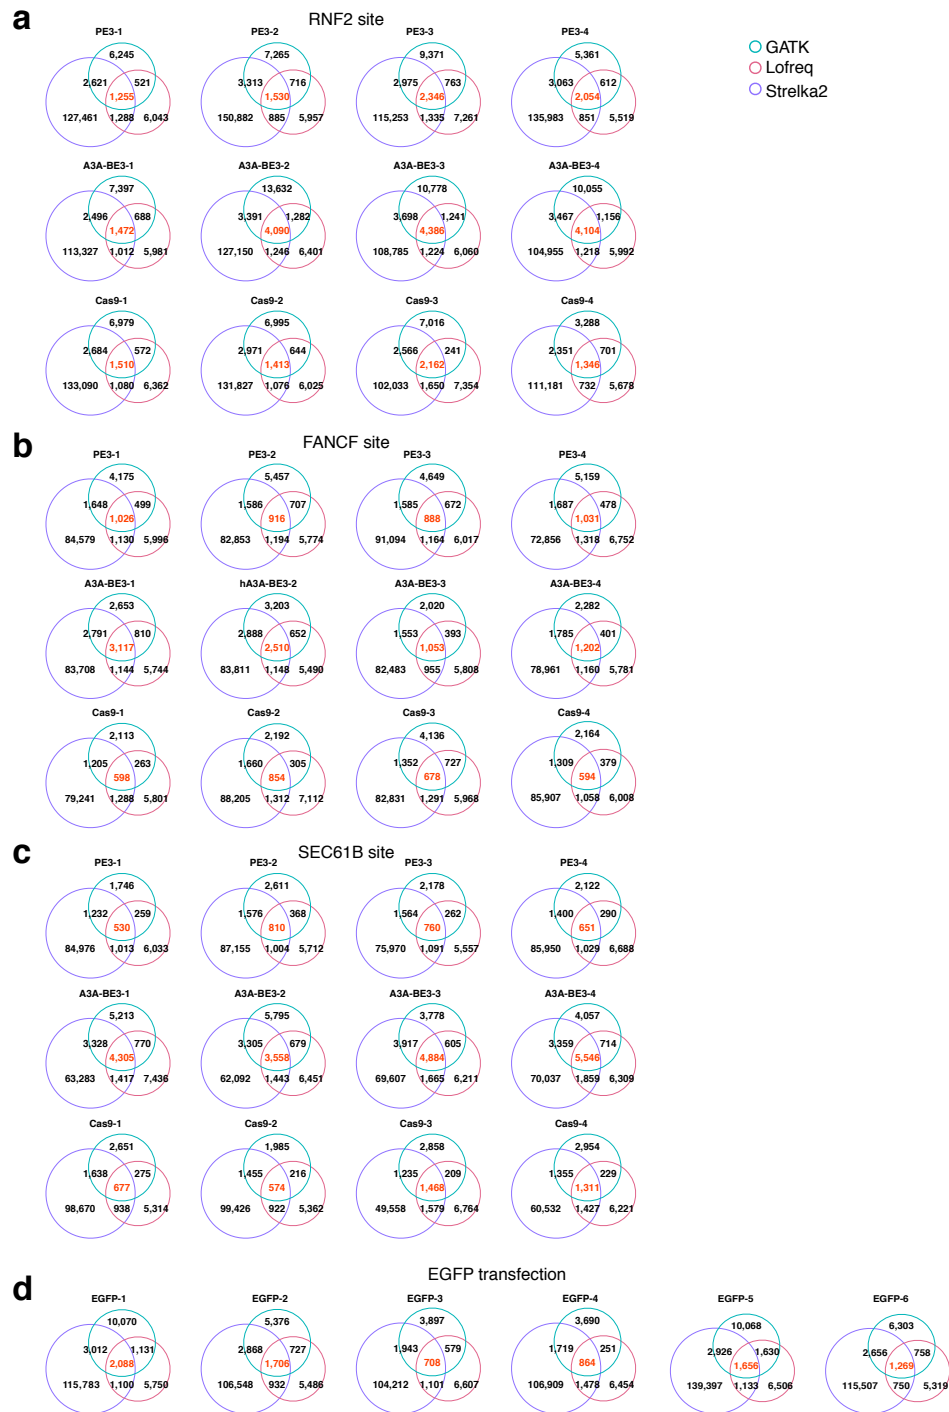 a
RNF2 site
GATK
Lofreq
Strelka2
PE3-1 PE3-2 PE3-3 PE3-4
6,245 7,265 9,371 5,361
2,621 521 3,313 716 2,975 763 3,063 612
1,255 1,530 2,346 2,054
127,461 1,288 6,043 150,882 885 5,957 115,253 1,335 7,261 135,983 851 5,519
A3A-BE3-1 A3A-BE3-2 A3A-BE3-3 A3A-BE3-4
7,397 13,632 10,778 10,055
2,496 688 3,391 1,282 3,698 1,241 3,467 1,156
1,472 4,090 4,386 4,104
113,327 1,012 5,981 127,150 1,246 6,401 108,785 1,224 6,060 104,955 1,218 5,992
Cas9-1 Cas9-2 Cas9-3 Cas9-4
6,979 6,995 7,016 3,288
2,684 572 2,971 644 2,566 241 2,351 701
1,510 1,413 2,162 1,346
133,090 1,080 6,362 131,827 1,076 6,025 102,033 1,650 7,354 111,181 732 5,678
b
FANCF site
PE3-1 PE3-2 PE3-3 PE3-4
4,175 5,457 4,649 5,159
1,648 499 1,586 707 1,585 672 1,687 478
1,026 916 888 1,031
84,579 1,130 5,996 82,853 1,194 5,774 91,094 1,164 6,017 72,856 1,318 6,752
A3A-BE3-1 hA3A-BE3-2 A3A-BE3-3 A3A-BE3-4
2,653 3,203 2,020 2,282
2,791 810 2,888 652 1,553 393 1,785 401
3,117 2,510 1,053 1,202
83,708 1,144 5,744 83,811 1,148 5,490 82,483 955 5,808 78,961 1,160 5,781
Cas9-1 Cas9-2 Cas9-3 Cas9-4
2,113 2,192 4,136 2,164
1,205 263 1,660 305 1,352 727 1,309 379
598 854 678 594
79,241 1,288 5,801 88,205 1,312 7,112 82,831 1,291 5,968 85,907 1,058 6,008
c
SEC61B site
PE3-1 PE3-2 PE3-3 PE3-4
1,746 2,611 2,178 2,122
1,232 259 1,576 368 1,564 262 1,400 290
530 810 760 651
84,976 1,013 6,033 87,155 1,004 5,712 75,970 1,091 5,557 85,950 1,029 6,688
A3A-BE3-1 A3A-BE3-2 A3A-BE3-3 A3A-BE3-4
5,213 5,795 3,778 4,057
3,328 770 3,305 679 3,917 605 3,359 714
4,305 3,558 4,884 5,546
63,283 1,417 7,436 62,092 1,443 6,451 69,607 1,665 6,211 70,037 1,859 6,309
Cas9-1 Cas9-2 Cas9-3 Cas9-4
2,651 1,985 2,858 2,954
1,638 275 1,455 216 1,235 209 1,355 229
677 574 1,468 1,311
98,670 938 5,314 99,426 922 5,362 49,558 1,579 6,764 60,532 1,427 6,221
d
EGFP transfection
EGFP-1 EGFP-2 EGFP-3 EGFP-4 EGFP-5 EGFP-6
10,070 5,376 3,897 3,690 10,068 6,303
3,012 1,131 2,868 727 1,943 579 1,719 251 2,926 1,630 2,656 758
2,088 1,706 708 864 1,656 1,269
115,783 1,100 5,750 106,548 932 5,486 104,212 1,101 6,607 106,909 1,478 6,454 139,397 1,133 6,506 115,507 750 5,319